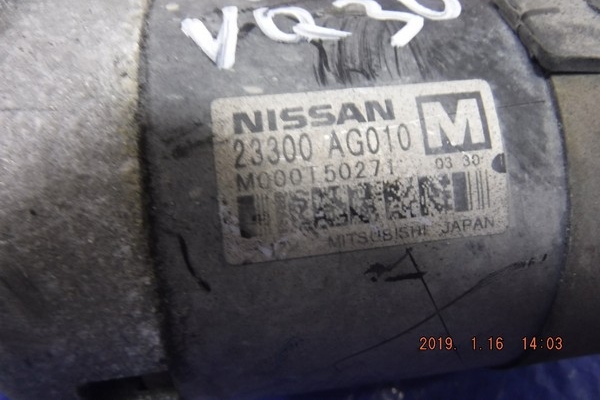 VQ30
NISSAN
23300 AG010 M
M000T50271 03 30
MITSUBISHI JAPAN
2019. 1.16 14:03